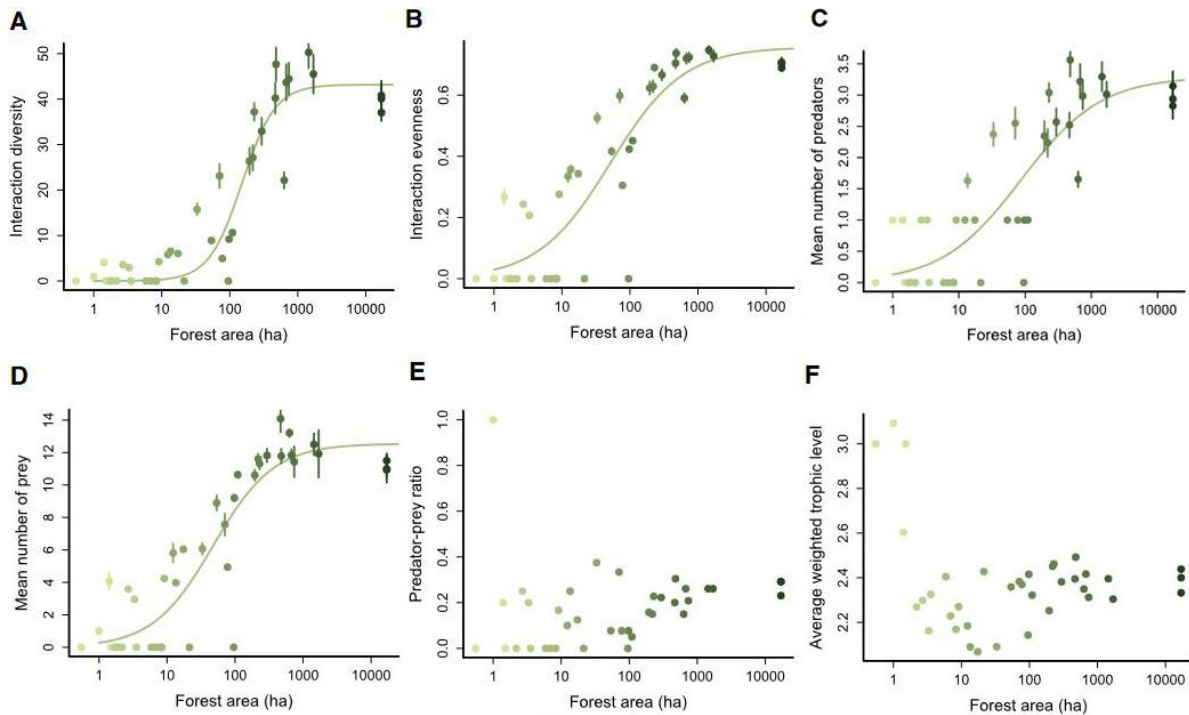 A
Interaction diversity
50
40
30
20
10
0
1 10 100 1000 10000
Forest area (ha)
B
Interaction evenness
0.6
0.4
0.2
0.0
1 10 100 1000 10000
Forest area (ha)
C
Mean number of predators
3.5
3.0
2.5
2.0
1.5
1.0
0.5
0.0
1 10 100 1000 10000
Forest area (ha)
D
Mean number of prey
14
12
10
8
6
4
2
0
1 10 100 1000 10000
Forest area (ha)
E
Predator-prey ratio
1.0
0.8
0.6
0.4
0.2
0.0
1 10 100 1000 10000
Forest area (ha)
F
Average weighted trophic level
3.0
2.8
2.6
2.4
2.2
1 10 100 1000 10000
Forest area (ha)